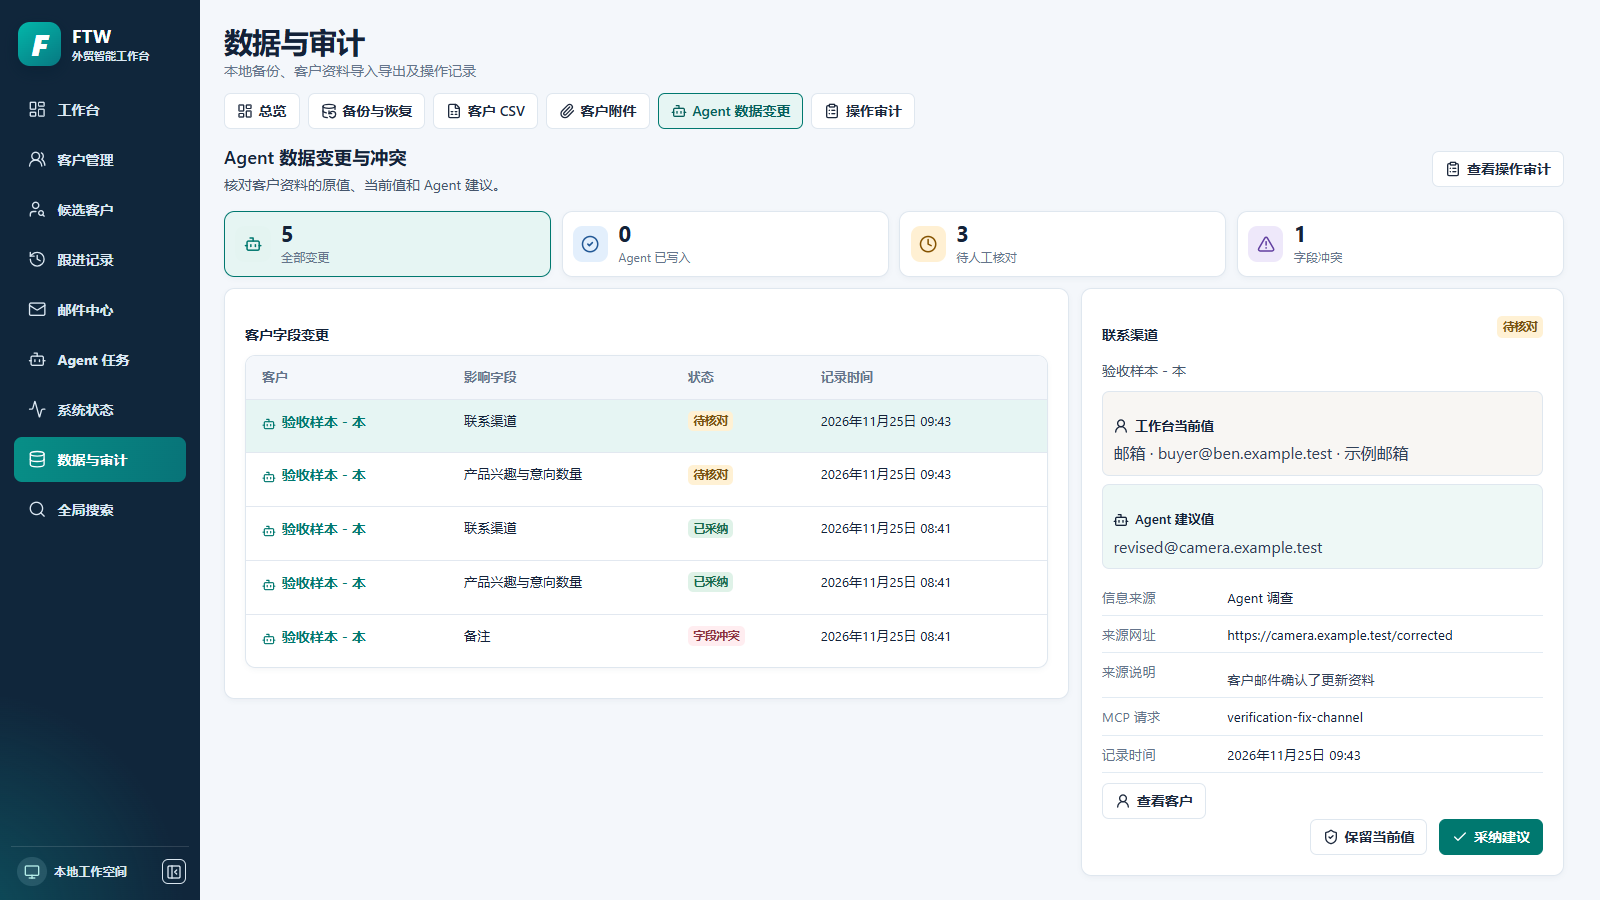 FTW
外贸智能工作台
工作台
客户管理
候选客户
跟进记录
邮件中心
Agent 任务
系统状态
数据与审计
全局搜索
本地工作空间
数据与审计
本地备份、客户资料导入导出及操作记录
总览
备份与恢复
客户 CSV
客户附件
Agent 数据变更
操作审计
Agent 数据变更与冲突
核对客户资料的原值、当前值和 Agent 建议。
查看操作审计
5
全部变更
0
Agent 已写入
3
待人工核对
1
字段冲突
客户字段变更
客户 影响字段 状态 记录时间
验收样本 - 本 联系渠道 待核对 2026年11月25日 09:43
验收样本 - 本 产品兴趣与意向数量 待核对 2026年11月25日 09:43
验收样本 - 本 联系渠道 已采纳 2026年11月25日 08:41
验收样本 - 本 产品兴趣与意向数量 已采纳 2026年11月25日 08:41
验收样本 - 本 备注 字段冲突 2026年11月25日 08:41
联系渠道 待核对
验收样本 - 本
工作台当前值
邮箱 · buyer@ben.example.test · 示例邮箱
Agent 建议值
revised@camera.example.test
信息来源 Agent 调查
来源网址 https://camera.example.test/corrected
来源说明 客户邮件确认了更新资料
MCP 请求 verification-fix-channel
记录时间 2026年11月25日 09:43
查看客户
保留当前值
采纳建议